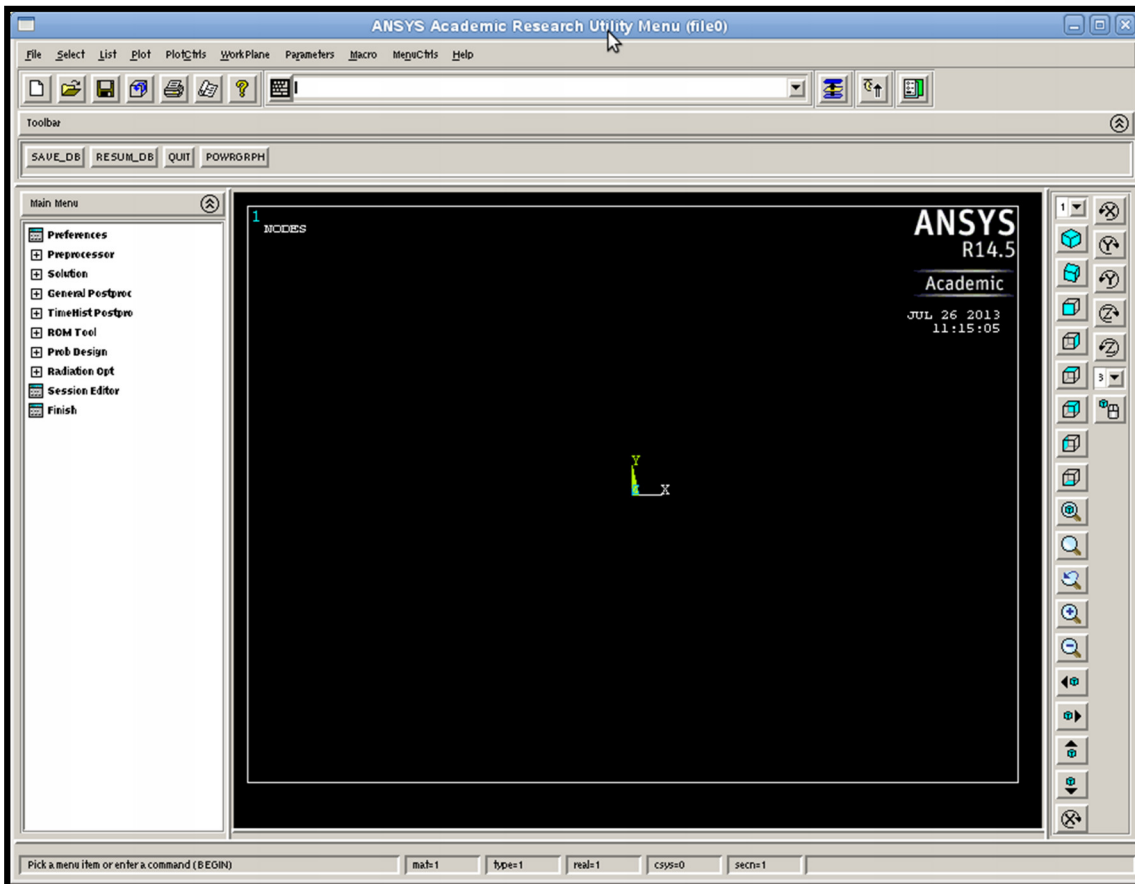 ANSYS Academic Research Utility Menu (file0)
File Select List Plot PlotCtrls WorkPlane Parameters Macro MenuCtrls Help
Toolbar
SAVE_DB RESUM_DB QUIT POWRGRPH
Main Menu
Preferences
Preprocessor
Solution
General Postproc
TimeHist Postpro
ROM Tool
Prob Design
Radiation Opt
Session Editor
Finish
1
NODES
ANSYS
R14.5
Academic
JUL 26 2013
11:15:05
Y
X
1
X
Y
Y
Z
Z
3
X
Pick a menu item or enter a command (BEGIN) mat=1 type=1 real=1 csys=0 secn=1